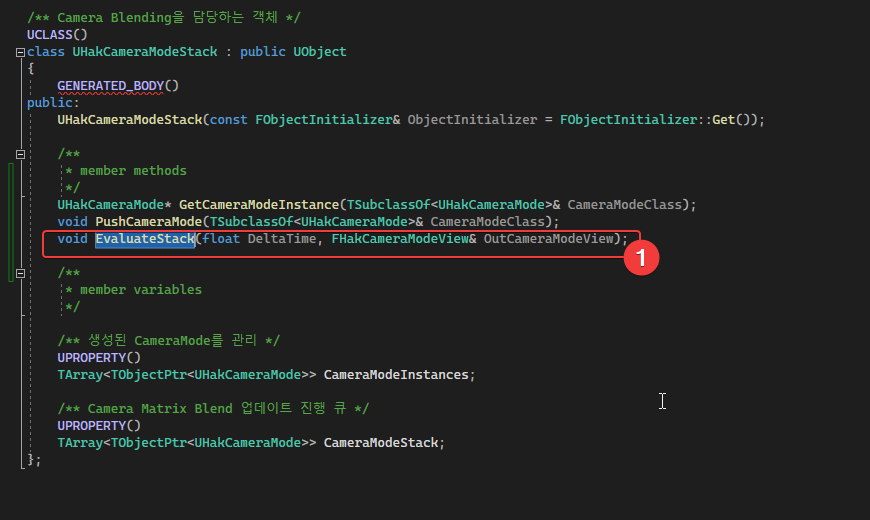 /** Camera Blending을 담당하는 객체 */
UCLASS()
class UHakCameraModeStack : public UObject
{
GENERATED_BODY()
public:
UHakCameraModeStack(const FObjectInitializer& ObjectInitializer = FObjectInitializer::Get());
/**
* member methods
*/
UHakCameraMode* GetCameraModeInstance(TSubclassOf<UHakCameraMode>& CameraModeClass);
void PushCameraMode(TSubclassOf<UHakCameraMode>& CameraModeClass);
void EvaluateStack(float DeltaTime, FHakCameraModeView& OutCameraModeView);
1
/**
* member variables
*/
/** 생성된 CameraMode를 관리 */
UPROPERTY()
TArray<TObjectPtr<UHakCameraMode>> CameraModeInstances;
/** Camera Matrix Blend 업데이트 진행 큐 */
UPROPERTY()
TArray<TObjectPtr<UHakCameraMode>> CameraModeStack;
};